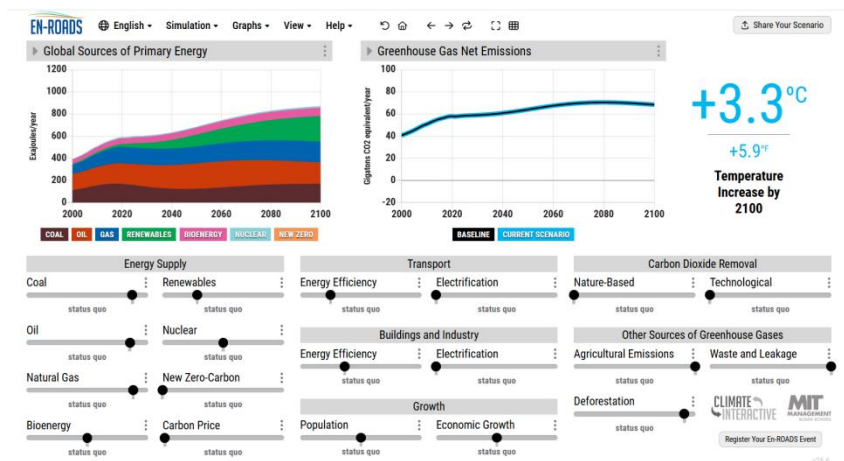 EN-ROADS English Simulation Graphs View Help Share Your Scenario
Global Sources of Primary Energy
1200
1000
800
600
400
200
0
Exajoules/year
2000 2020 2040 2060 2080 2100
COAL OIL GAS RENEWABLES BIOENERGY NUCLEAR NEW ZERO
Greenhouse Gas Net Emissions
100
80
60
40
20
0
-20
Gigatons CO2 equivalent/year
2000 2020 2040 2060 2080 2100
BASELINE CURRENT SCENARIO
+3.3°C
+5.9°F
Temperature
Increase by
2100
Energy Supply
Coal Renewables
status quo status quo
Oil Nuclear
status quo status quo
Natural Gas New Zero-Carbon
status quo status quo
Bioenergy Carbon Price
status quo status quo
Transport
Energy Efficiency Electrification
status quo status quo
Buildings and Industry
Energy Efficiency Electrification
status quo status quo
Growth
Population Economic Growth
status quo status quo
Carbon Dioxide Removal
Nature-Based Technological
status quo status quo
Other Sources of Greenhouse Gases
Agricultural Emissions Waste and Leakage
status quo status quo
Deforestation
status quo
CLIMATE
INTERACTIVE
MIT
MANAGEMENT
SLOAN SCHOOL
Register Your En-ROADS Event